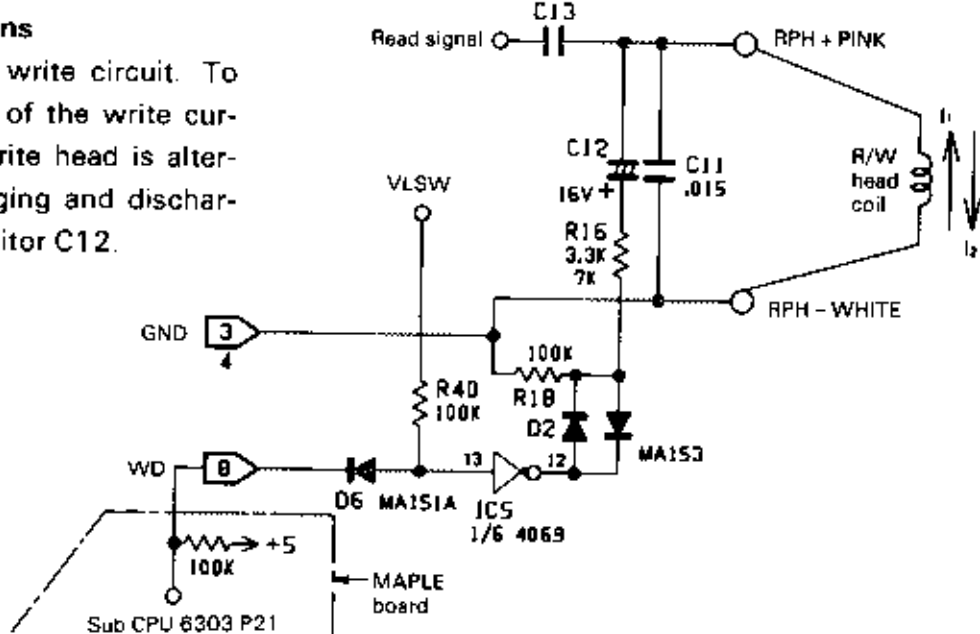 ns
write circuit. To
of the write cur-
rite head is alter-
ging and dischar-
itor C12.
C13
Read signal
RPH + PINK
C12
16V +
C11
.015
R/W
head
coil
I₁
I₂
VLSW
R16
3.3K
7K
RPH – WHITE
GND
3
4
100K
R18
R40
100K
D2
MA153
WD
8
D6 MA151A
13
12
IC5
1/6 4069
+5
100K
MAPLE
board
Sub CPU 6303 P21